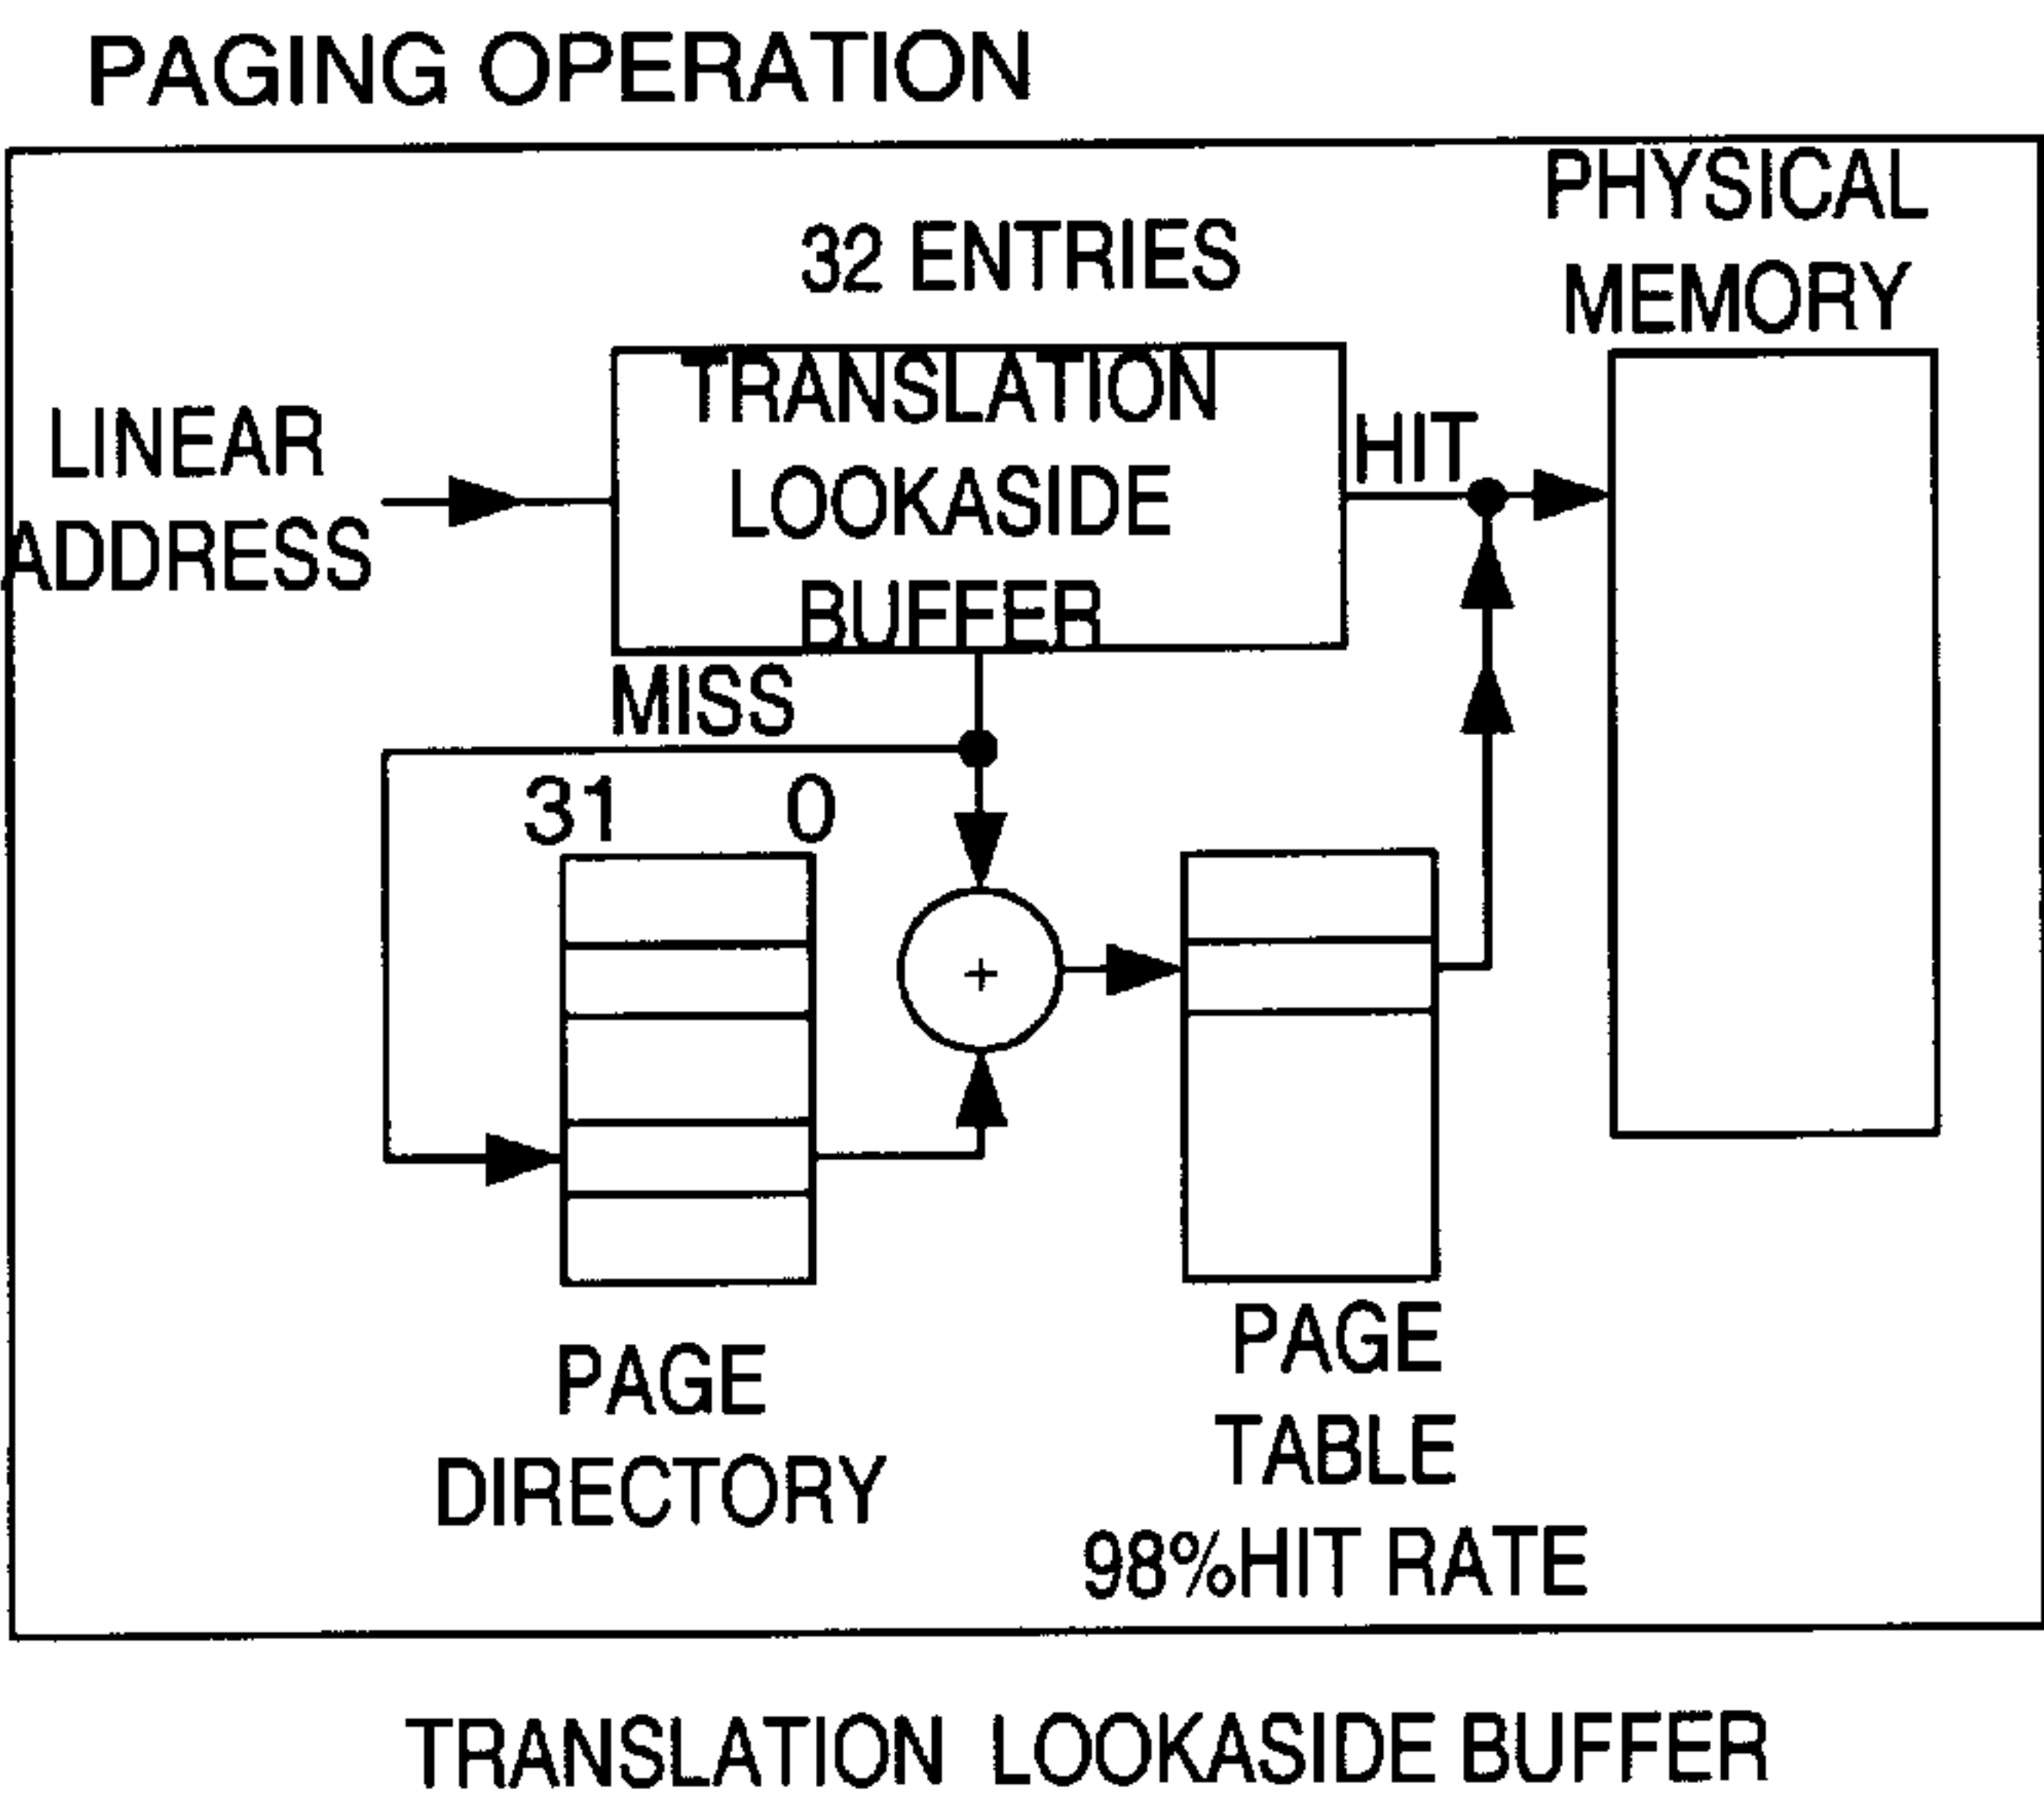 PAGING OPERATION
PHYSICAL
MEMORY
32 ENTRIES
TRANSLATION
LOOKASIDE
BUFFER
LINEAR
ADDRESS
HIT
MISS
31 0
+
PAGE
DIRECTORY
PAGE
TABLE
98%HIT RATE
TRANSLATION LOOKASIDE BUFFER